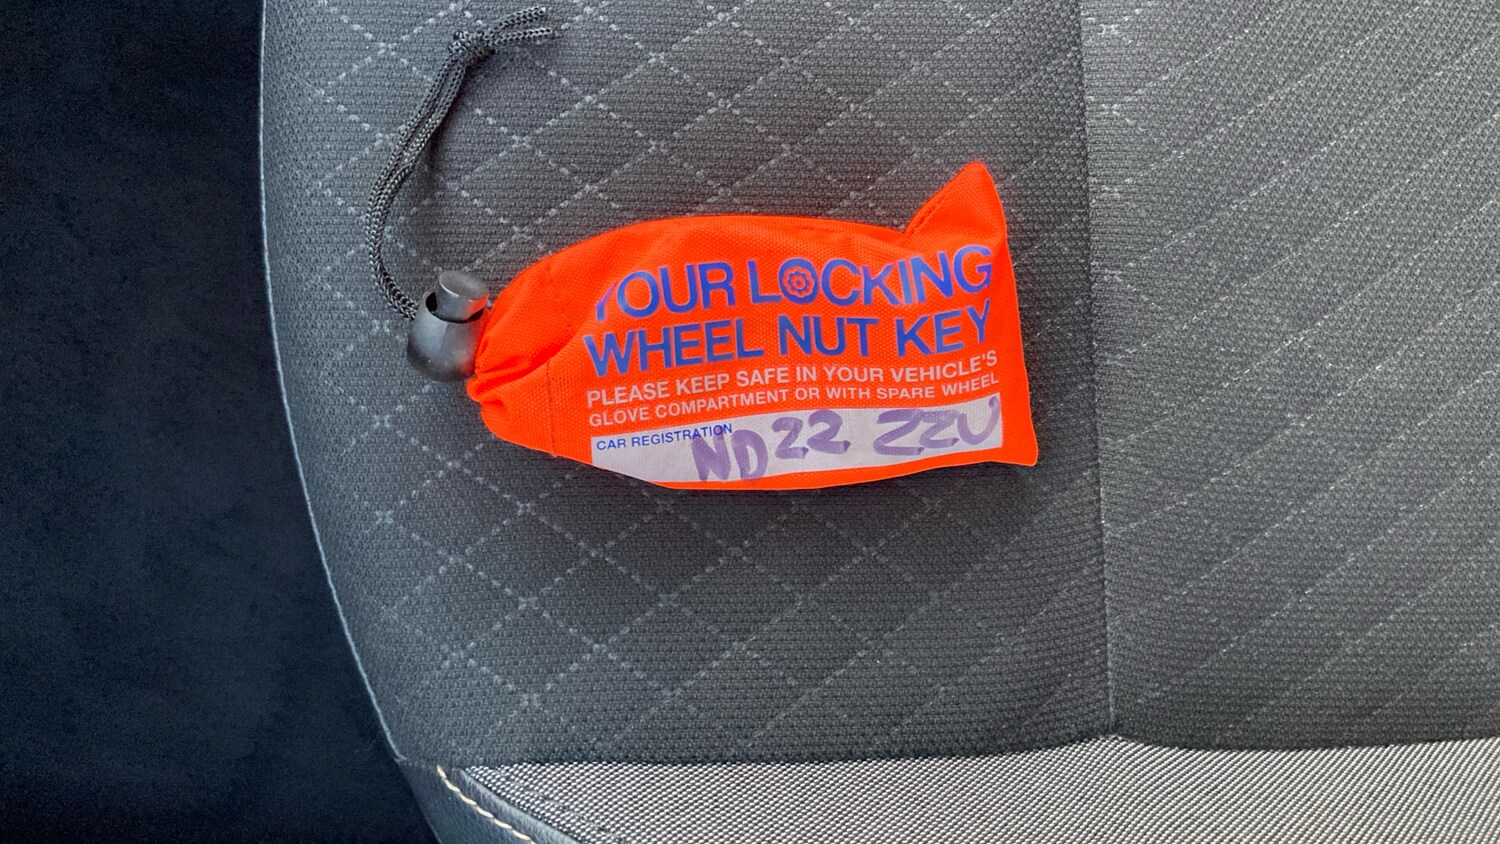 YOUR LOCKING
WHEEL NUT KEY
PLEASE KEEP SAFE IN YOUR VEHICLE'S
GLOVE COMPARTMENT OR WITH SPARE WHEEL
CAR REGISTRATION
ND22 ZZU